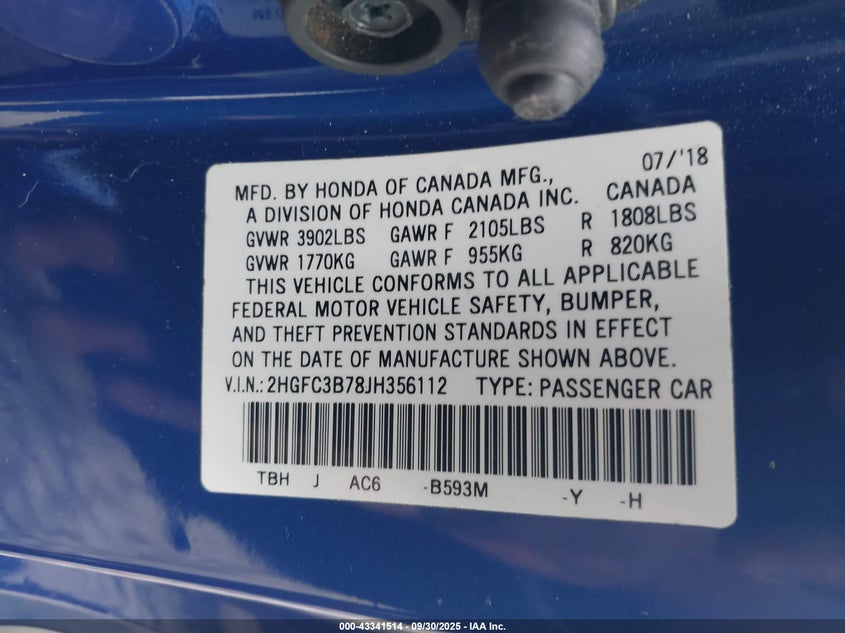 07/'18
MFD. BY HONDA OF CANADA MFG.,
A DIVISION OF HONDA CANADA INC. CANADA
GVWR 3902LBS GAWR F 2105LBS R 1808LBS
GVWR 1770KG GAWR F 955KG R 820KG
THIS VEHICLE CONFORMS TO ALL APPLICABLE
FEDERAL MOTOR VEHICLE SAFETY, BUMPER,
AND THEFT PREVENTION STANDARDS IN EFFECT
ON THE DATE OF MANUFACTURE SHOWN ABOVE.
V.I.N.: 2HGFC3B78JH356112 TYPE: PASSENGER CAR
TBH J AC6 -B593M -Y -H
000-43341514 - 09/30/2025 - IAA Inc.